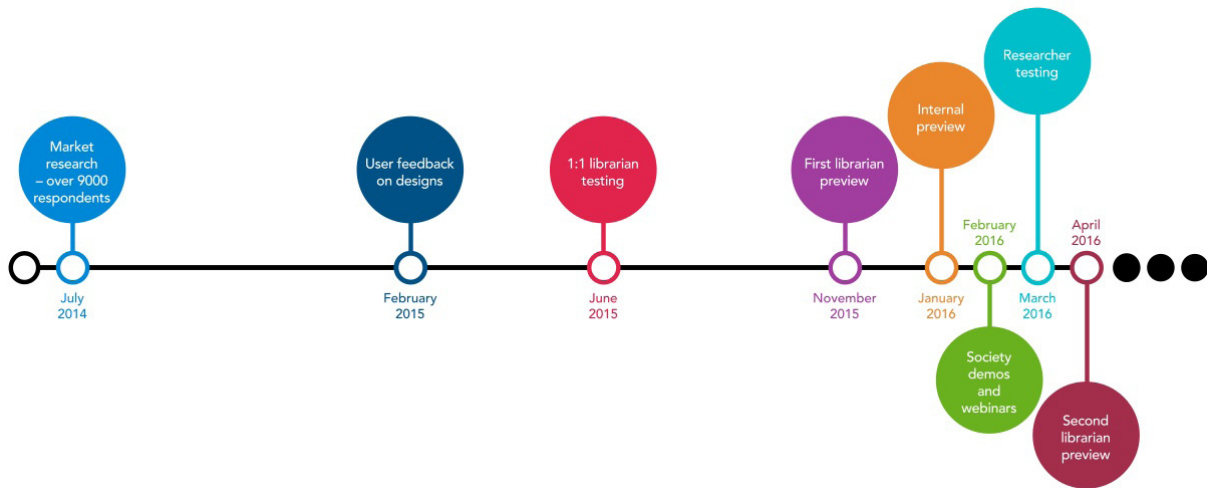 Market
research
– over 9000
respondents
July
2014
User feedback
on designs
February
2015
1:1 librarian
testing
June
2015
First librarian
preview
November
2015
Internal
preview
January
2016
February
2016
Society
demos
and
webinars
Researcher
testing
March
2016
April
2016
Second
librarian
preview